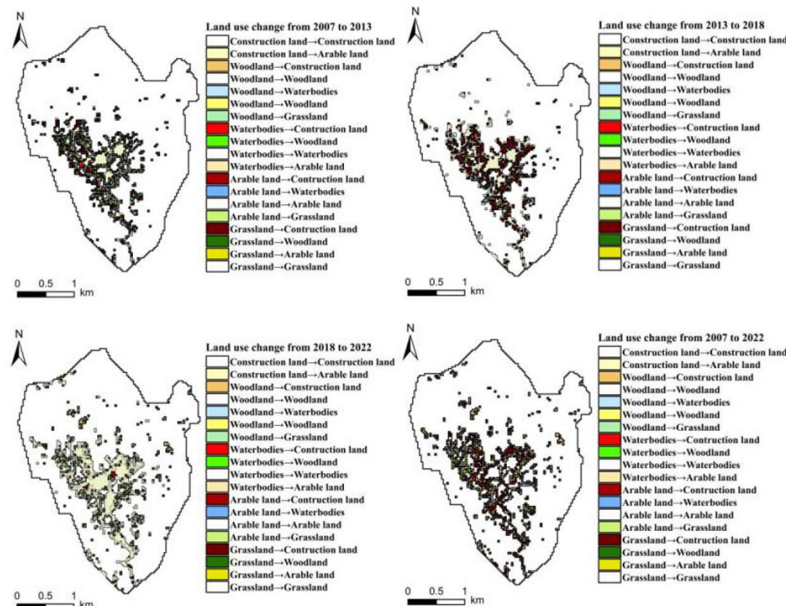 N
Land use change from 2007 to 2013
Construction land→Construction land
Construction land→Arable land
Woodland→Construction land
Woodland→Woodland
Woodland→Waterbodies
Woodland→Woodland
Woodland→Grassland
Waterbodies→Contruction land
Waterbodies→Woodland
Waterbodies→Waterbodies
Waterbodies→Arable land
Arable land→Construction land
Arable land→Waterbodies
Arable land→Arable land
Arable land→Grassland
Grassland→Contruction land
Grassland→Woodland
Grassland→Arable land
Grassland→Grassland
0 0.5 1
km
N
Land use change from 2013 to 2018
Construction land→Construction land
Construction land→Arable land
Woodland→Construction land
Woodland→Woodland
Woodland→Waterbodies
Woodland→Woodland
Woodland→Grassland
Waterbodies→Contruction land
Waterbodies→Woodland
Waterbodies→Waterbodies
Waterbodies→Arable land
Arable land→Construction land
Arable land→Waterbodies
Arable land→Arable land
Arable land→Grassland
Grassland→Contruction land
Grassland→Woodland
Grassland→Arable land
Grassland→Grassland
0 0.5 1
km
N
Land use change from 2018 to 2022
Construction land→Construction land
Construction land→Arable land
Woodland→Construction land
Woodland→Woodland
Woodland→Waterbodies
Woodland→Woodland
Woodland→Grassland
Waterbodies→Contruction land
Waterbodies→Woodland
Waterbodies→Waterbodies
Waterbodies→Arable land
Arable land→Construction land
Arable land→Waterbodies
Arable land→Arable land
Arable land→Grassland
Grassland→Contruction land
Grassland→Woodland
Grassland→Arable land
Grassland→Grassland
0 0.5 1
km
N
Land use change from 2007 to 2022
Construction land→Construction land
Construction land→Arable land
Woodland→Construction land
Woodland→Woodland
Woodland→Waterbodies
Woodland→Woodland
Woodland→Grassland
Waterbodies→Contruction land
Waterbodies→Woodland
Waterbodies→Waterbodies
Waterbodies→Arable land
Arable land→Construction land
Arable land→Waterbodies
Arable land→Arable land
Arable land→Grassland
Grassland→Contruction land
Grassland→Woodland
Grassland→Arable land
Grassland→Grassland
0 0.5 1
km